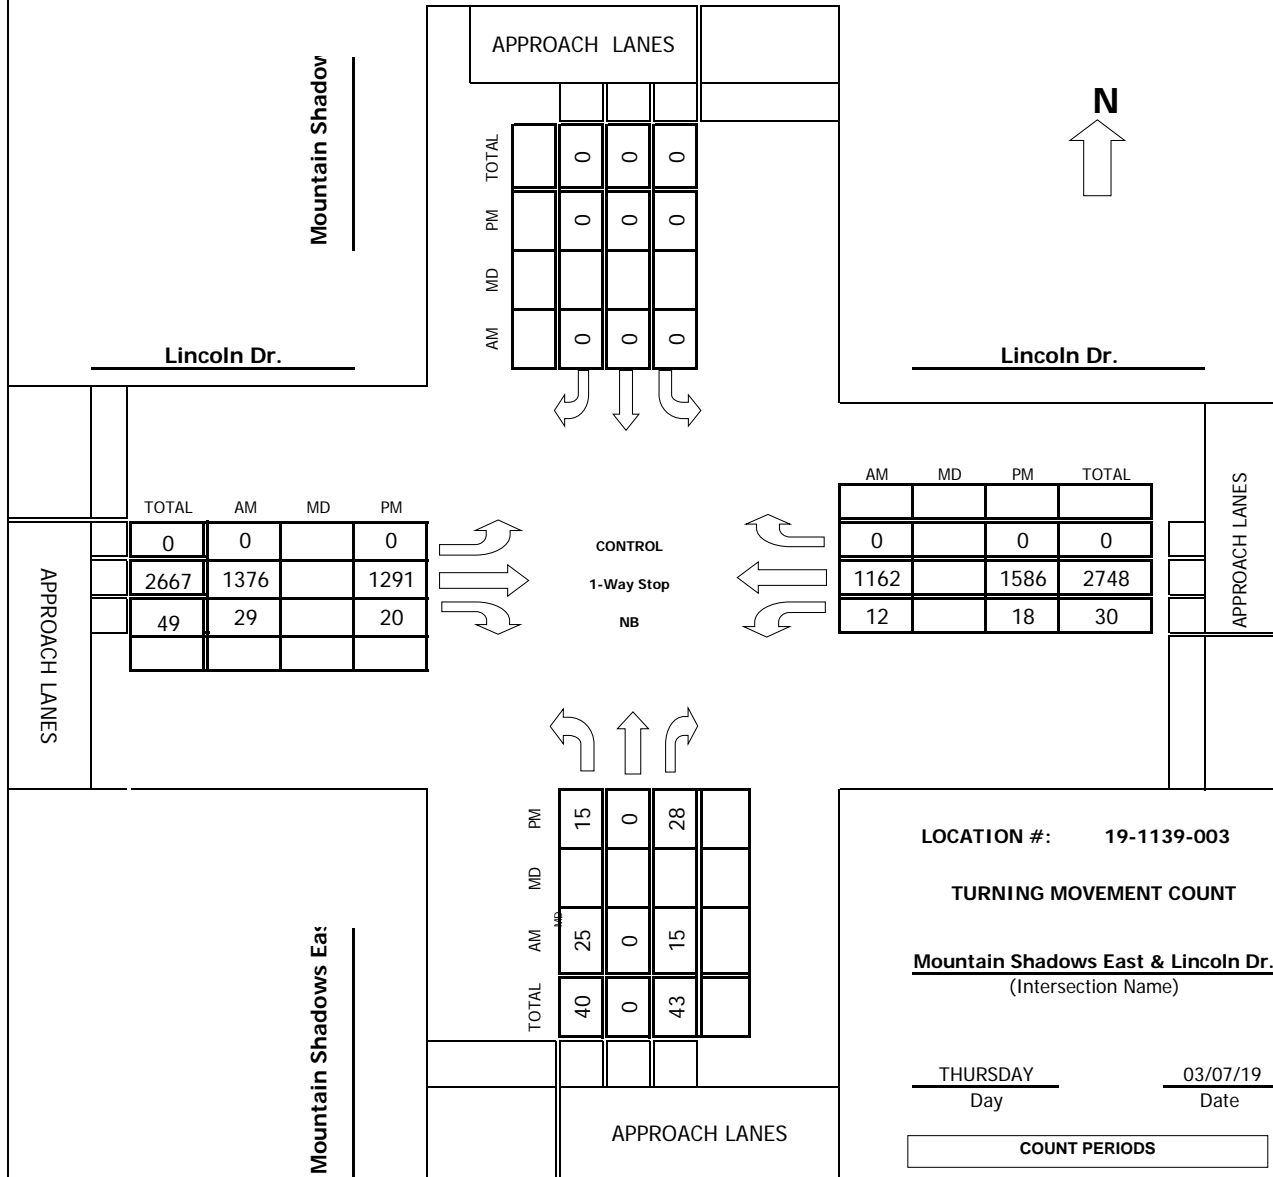 APPROACH LANES
Mountain Shadow
N
TOTAL
0 0 0
PM
0 0 0
MD
AM
0 0 0
Lincoln Dr.
Lincoln Dr.
TOTAL AM MD PM
0 0 0
2667 1376 1291
49 29 20
APPROACH LANES
CONTROL
1-Way Stop
NB
AM MD PM TOTAL
0 0 0
1162 1586 2748
12 18 30
APPROACH LANES
PM
15 0 28
MD
MD
AM
25 0 15
TOTAL
40 0 43
APPROACH LANES
Mountain Shadows Eas
LOCATION #: 19-1139-003
TURNING MOVEMENT COUNT
Mountain Shadows East & Lincoln Dr.
(Intersection Name)
THURSDAY 03/07/19
Day Date
COUNT PERIODS